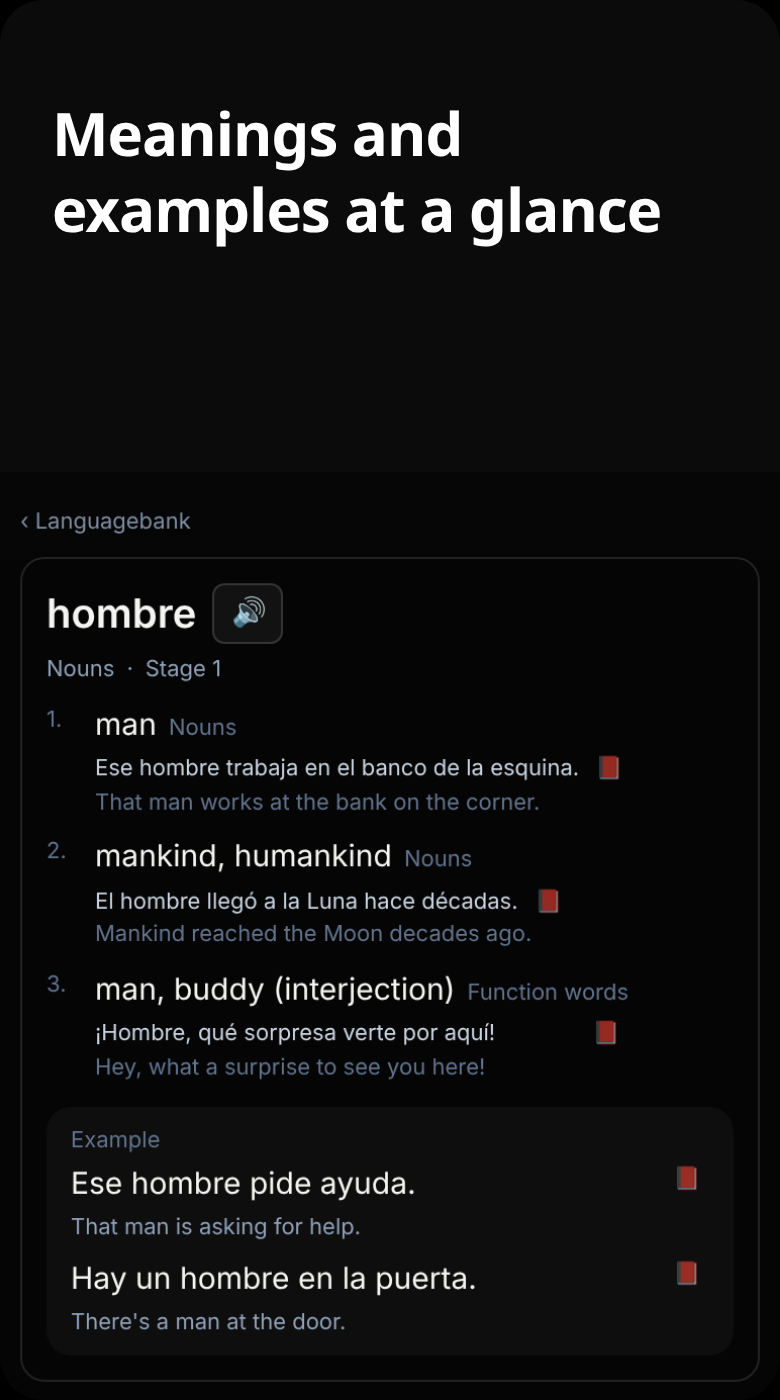 Meanings and
examples at a glance
‹ Languagebank
hombre
Nouns · Stage 1
1. man Nouns
Ese hombre trabaja en el banco de la esquina.
That man works at the bank on the corner.
2. mankind, humankind Nouns
El hombre llegó a la Luna hace décadas.
Mankind reached the Moon decades ago.
3. man, buddy (interjection) Function words
¡Hombre, qué sorpresa verte por aquí!
Hey, what a surprise to see you here!
Example
Ese hombre pide ayuda.
That man is asking for help.
Hay un hombre en la puerta.
There's a man at the door.